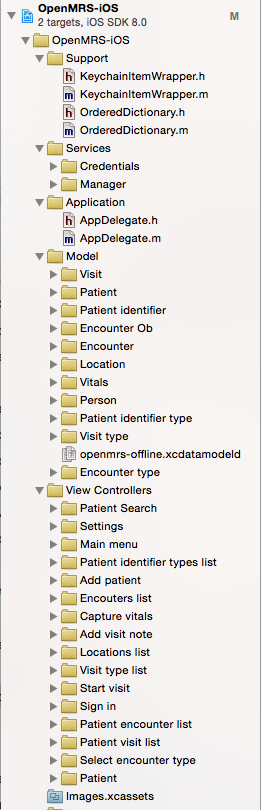 OpenMRS-iOS
M
2 targets, iOS SDK 8.0
OpenMRS-iOS
Support
KeychainItemWrapper.h
KeychainItemWrapper.m
OrderedDictionary.h
OrderedDictionary.m
Services
Credentials
Manager
Application
AppDelegate.h
AppDelegate.m
Model
Visit
Patient
Patient identifier
Encounter Ob
Encounter
Location
Vitals
Person
Patient identifier type
Visit type
openmrs-offline.xcdatamodeld
Encounter type
View Controllers
Patient Search
Settings
Main menu
Patient identifier types list
Add patient
Encouters list
Capture vitals
Add visit note
Locations list
Visit type list
Start visit
Sign in
Patient encounter list
Patient visit list
Select encounter type
Patient
Images.xcassets